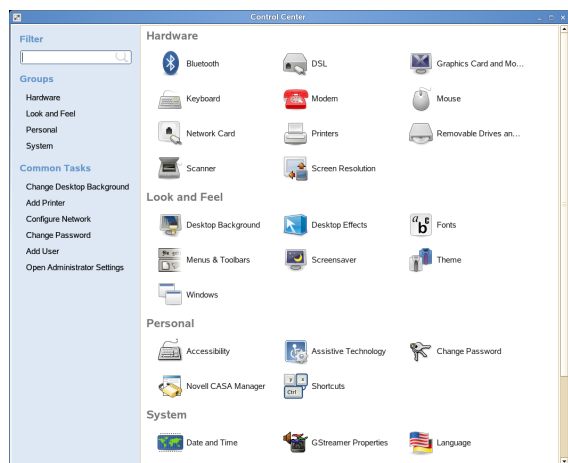 Control Center
Filter
Groups
Hardware
Look and Feel
Personal
System
Common Tasks
Change Desktop Background
Add Printer
Configure Network
Change Password
Add User
Open Administrator Settings
Hardware
Bluetooth
DSL
Graphics Card and Mo...
Keyboard
Modem
Mouse
Network Card
Printers
Removable Drives an...
Scanner
Screen Resolution
Look and Feel
Desktop Background
Desktop Effects
Fonts
Menus & Toolbars
Screensaver
Theme
Windows
Personal
Accessibility
Assistive Technology
Change Password
Novell CASA Manager
Shortcuts
Ctrl
System
Date and Time
GStreamer Properties
Language